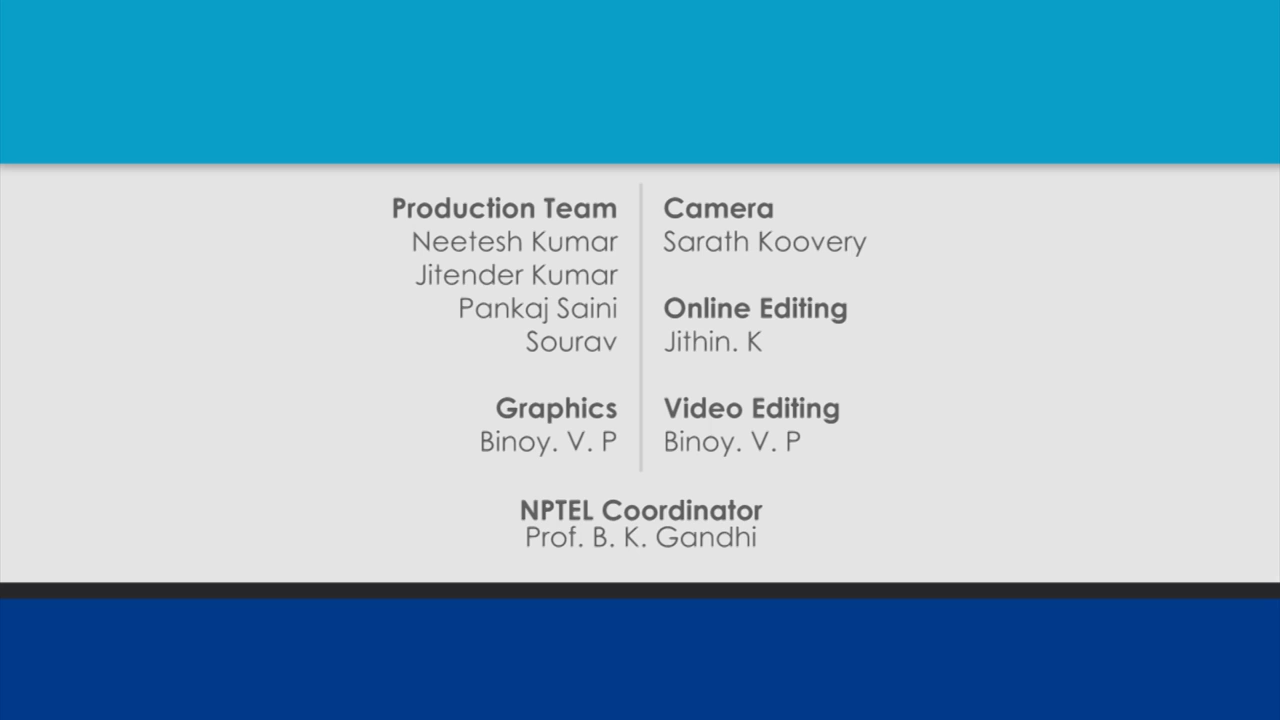 Production Team
Neetesh Kumar
Jitender Kumar
Pankaj Saini
Sourav
Graphics
Binoy. V. P
Camera
Sarath Koovery
Online Editing
Jithin. K
Video Editing
Binoy. V. P
NPTEL Coordinator
Prof. B. K. Gandhi